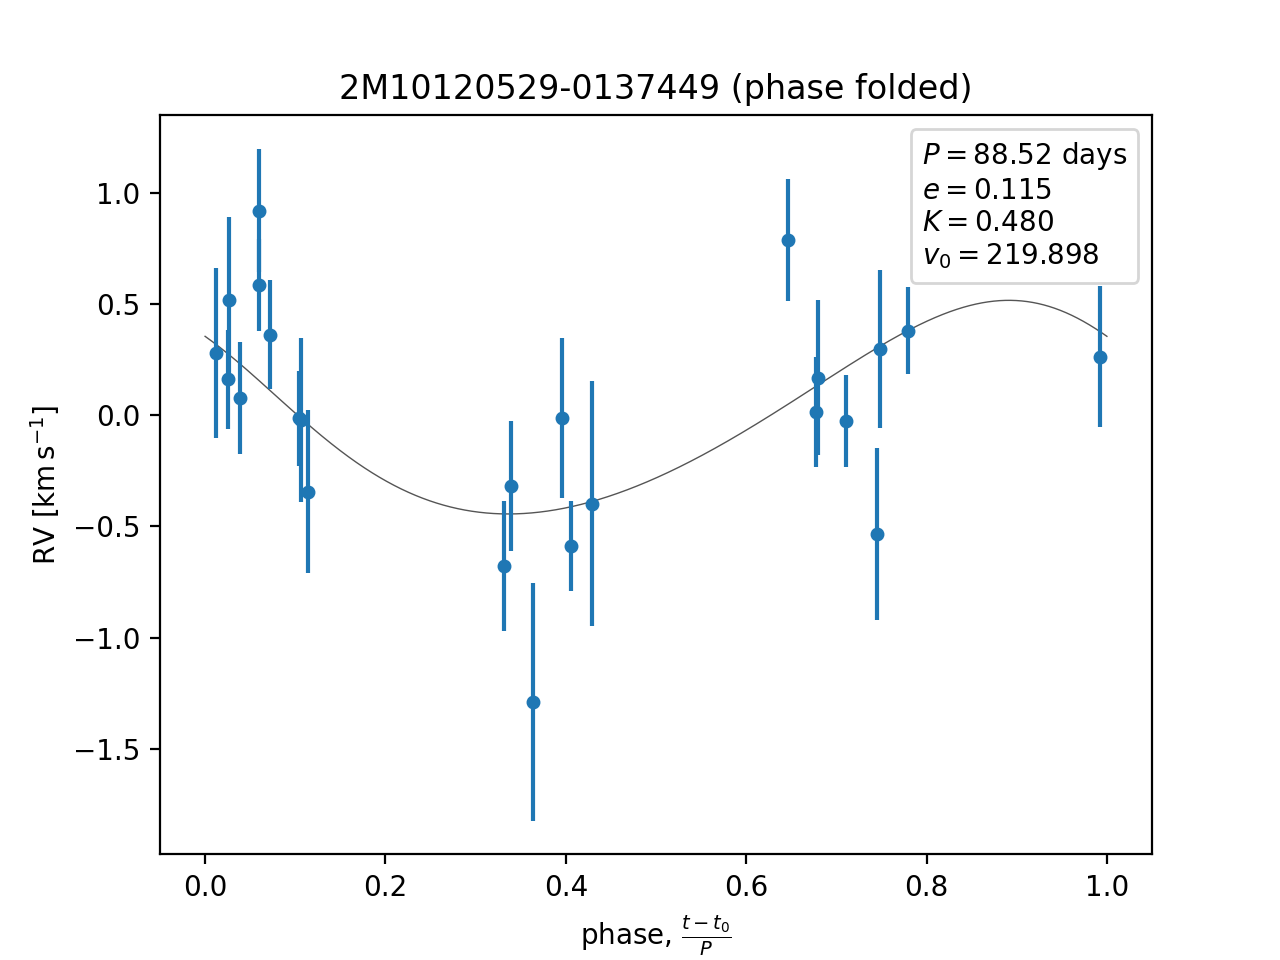 2M10120529-0137449 (phase folded)
P = 88.52 days
e = 0.115
K = 0.480
v₀ = 219.898
1.0
0.5
0.0
−0.5
−1.0
−1.5
RV [km s⁻¹]
0.0 0.2 0.4 0.6 0.8 1.0
phase, (t − t₀)/P